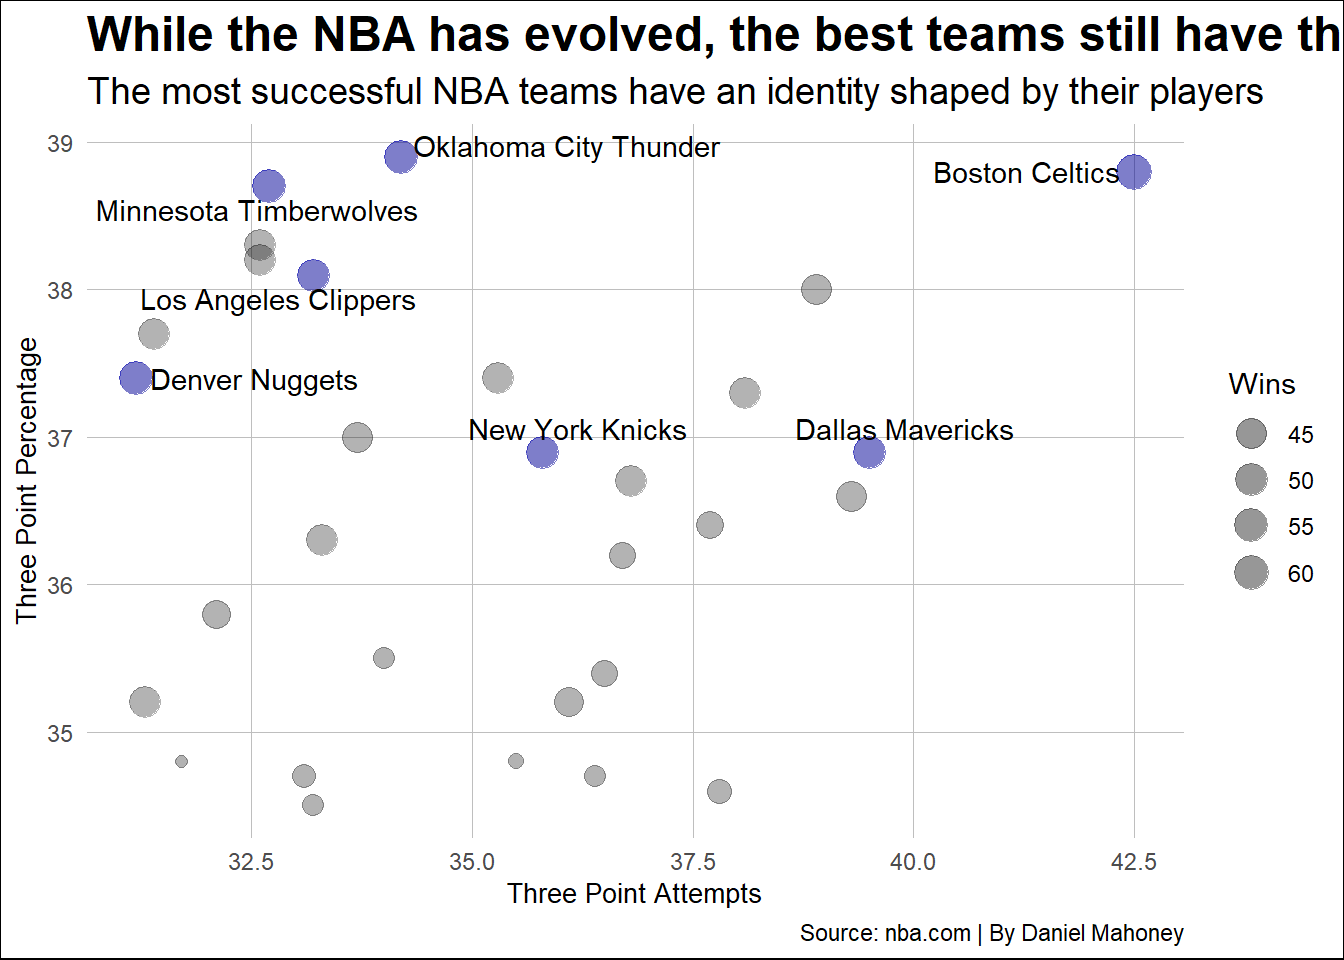 While the NBA has evolved, the best teams still have th
The most successful NBA teams have an identity shaped by their players
39
38
37
36
35
Three Point Percentage
Oklahoma City Thunder
Boston Celtics
Minnesota Timberwolves
Los Angeles Clippers
Denver Nuggets
New York Knicks
Dallas Mavericks
Wins
45
50
55
60
32.5
35.0
37.5
40.0
42.5
Three Point Attempts
Source: nba.com | By Daniel Mahoney